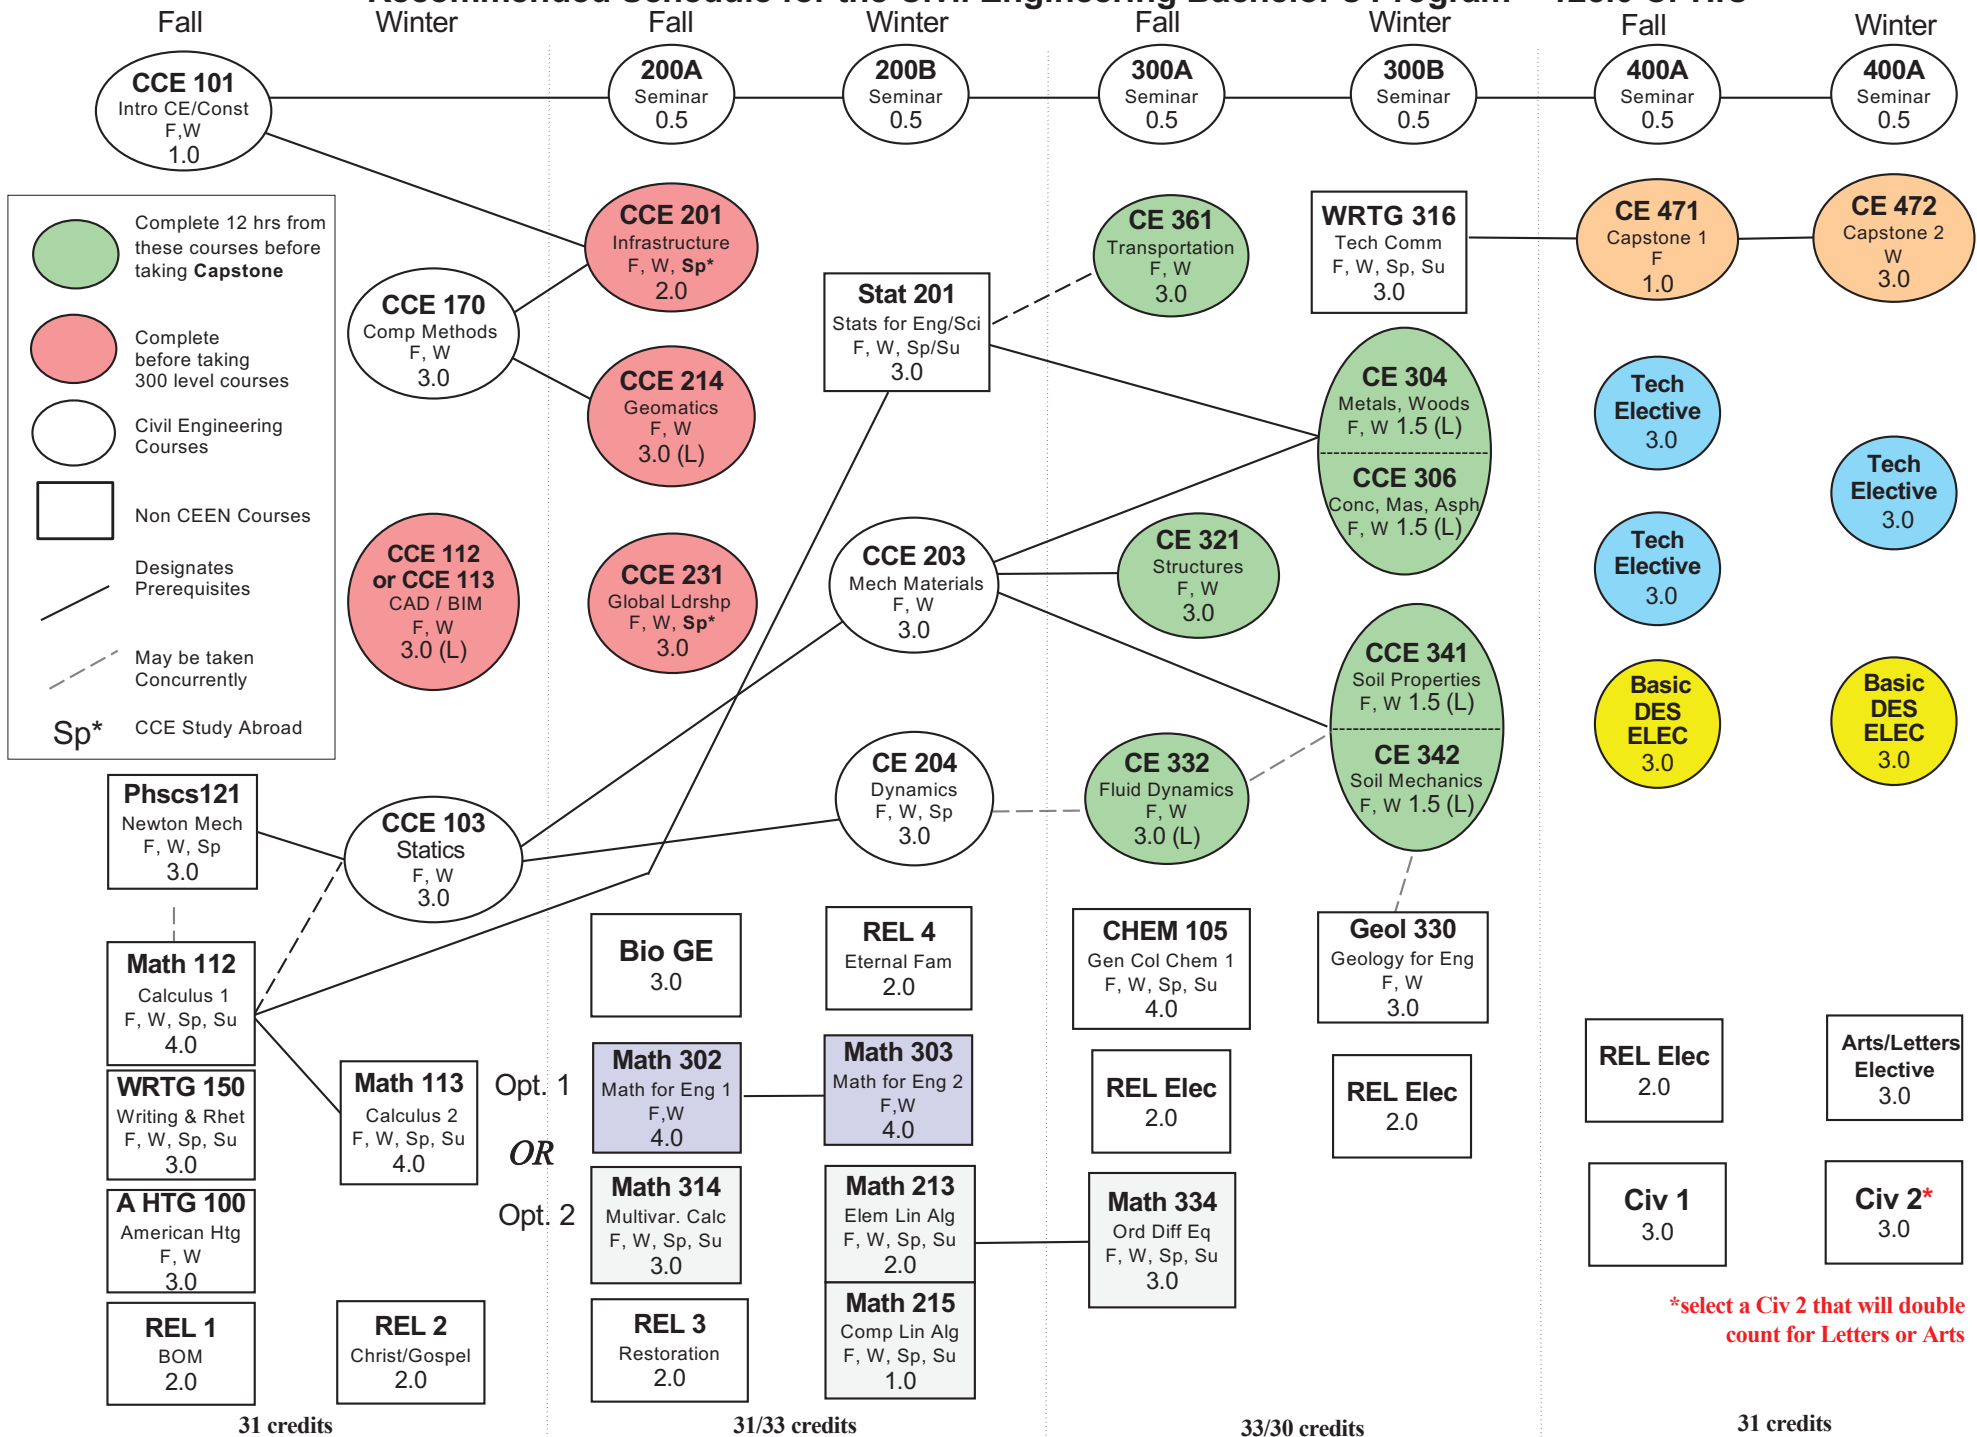 Fall
Winter
Fall
Winter
Fall
Winter
Fall
Winter
CCE 101
Intro CE/Const
F,W
1.0
200A
Seminar
0.5
200B
Seminar
0.5
300A
Seminar
0.5
300B
Seminar
0.5
400A
Seminar
0.5
400A
Seminar
0.5
Complete 12 hrs from
these courses before
taking Capstone
Complete
before taking
300 level courses
Civil Engineering
Courses
Non CEEN Courses
Designates
Prerequisites
May be taken
Concurrently
Sp*
CCE Study Abroad
Phscs121
Newton Mech
F, W, Sp
3.0
Math 112
Calculus 1
F, W, Sp, Su
4.0
WRTG 150
Writing & Rhet
F, W, Sp, Su
3.0
A HTG 100
American Htg
F, W
3.0
REL 1
BOM
2.0
CCE 170
Comp Methods
F, W
3.0
CCE 112
or CCE 113
CAD / BIM
F, W
3.0 (L)
CCE 103
Statics
F, W
3.0
Math 113
Calculus 2
F, W, Sp, Su
4.0
REL 2
Christ/Gospel
2.0
Opt. 1
OR
Opt. 2
CCE 201
Infrastructure
F, W, Sp*
2.0
CCE 214
Geomatics
F, W
3.0 (L)
CCE 231
Global Ldrshp
F, W, Sp*
3.0
Bio GE
3.0
Math 302
Math for Eng 1
F,W
4.0
Math 314
Multivar. Calc
F, W, Sp, Su
3.0
REL 3
Restoration
2.0
Stat 201
Stats for Eng/Sci
F, W, Sp/Su
3.0
CCE 203
Mech Materials
F, W
3.0
CE 204
Dynamics
F, W, Sp
3.0
REL 4
Eternal Fam
2.0
Math 303
Math for Eng 2
F,W
4.0
Math 213
Elem Lin Alg
F, W, Sp, Su
2.0
Math 215
Comp Lin Alg
F, W, Sp, Su
1.0
CE 361
Transportation
F, W
3.0
CE 321
Structures
F, W
3.0
CE 332
Fluid Dynamics
F, W
3.0 (L)
CHEM 105
Gen Col Chem 1
F, W, Sp, Su
4.0
REL Elec
2.0
Math 334
Ord Diff Eq
F, W, Sp, Su
3.0
WRTG 316
Tech Comm
F, W, Sp, Su
3.0
CE 304
Metals, Woods
F, W 1.5 (L)
CCE 306
Conc, Mas, Asph
F, W 1.5 (L)
CCE 341
Soil Properties
F, W 1.5 (L)
CE 342
Soil Mechanics
F, W 1.5 (L)
Geol 330
Geology for Eng
F, W
3.0
REL Elec
2.0
CE 471
Capstone 1
F
1.0
Tech
Elective
3.0
Tech
Elective
3.0
Basic
DES
ELEC
3.0
REL Elec
2.0
Civ 1
3.0
CE 472
Capstone 2
W
3.0
Tech
Elective
3.0
Basic
DES
ELEC
3.0
Arts/Letters
Elective
3.0
Civ 2*
3.0
*select a Civ 2 that will double
count for Letters or Arts
31 credits
31/33 credits
33/30 credits
31 credits